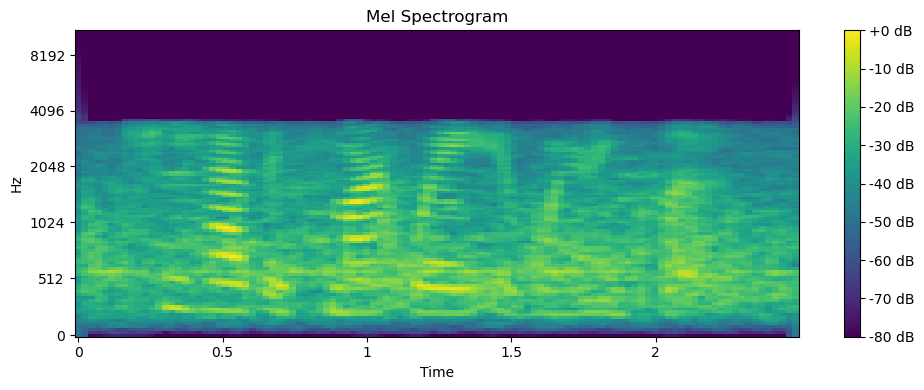 Mel Spectrogram
Hz
8192
4096
2048
1024
512
0
0
0.5
1
1.5
2
Time
+0 dB
-10 dB
-20 dB
-30 dB
-40 dB
-50 dB
-60 dB
-70 dB
-80 dB